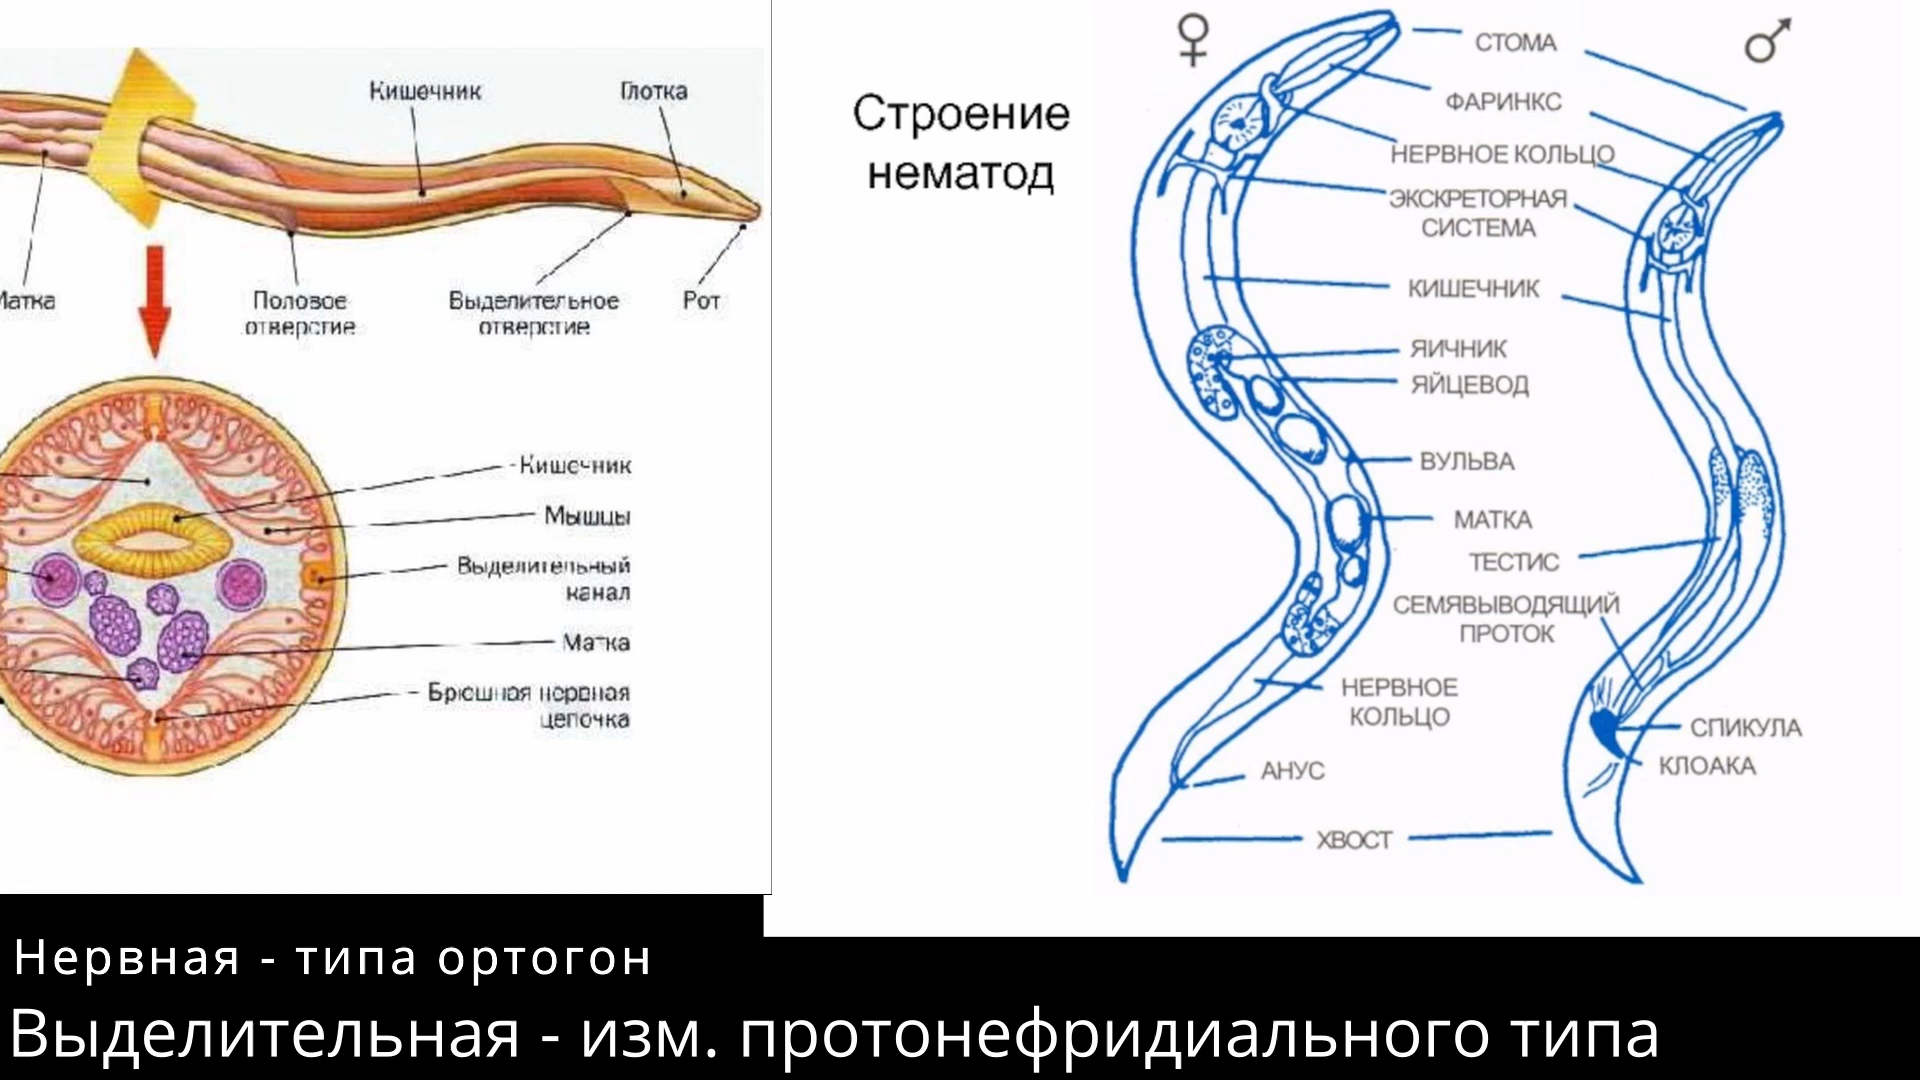 Кишечник
Глотка
Матка
Половое
отверстие
Выделительное
отверстие
Рот
Кишечник
Мышцы
Выделительный
канал
Матка
Брюшная нервная
цепочка
Строение
нематод
♀
♂
СТОМА
ФАРИНКС
НЕРВНОЕ КОЛЬЦО
ЭКСКРЕТОРНАЯ
СИСТЕМА
КИШЕЧНИК
ЯИЧНИК
ЯЙЦЕВОД
ВУЛЬВА
МАТКА
ТЕСТИС
СЕМЯВЫВОДЯЩИЙ
ПРОТОК
НЕРВНОЕ
КОЛЬЦО
СПИКУЛА
КЛОАКА
АНУС
ХВОСТ
Нервная - типа ортогон
Выделительная - изм. протонефридиального типа